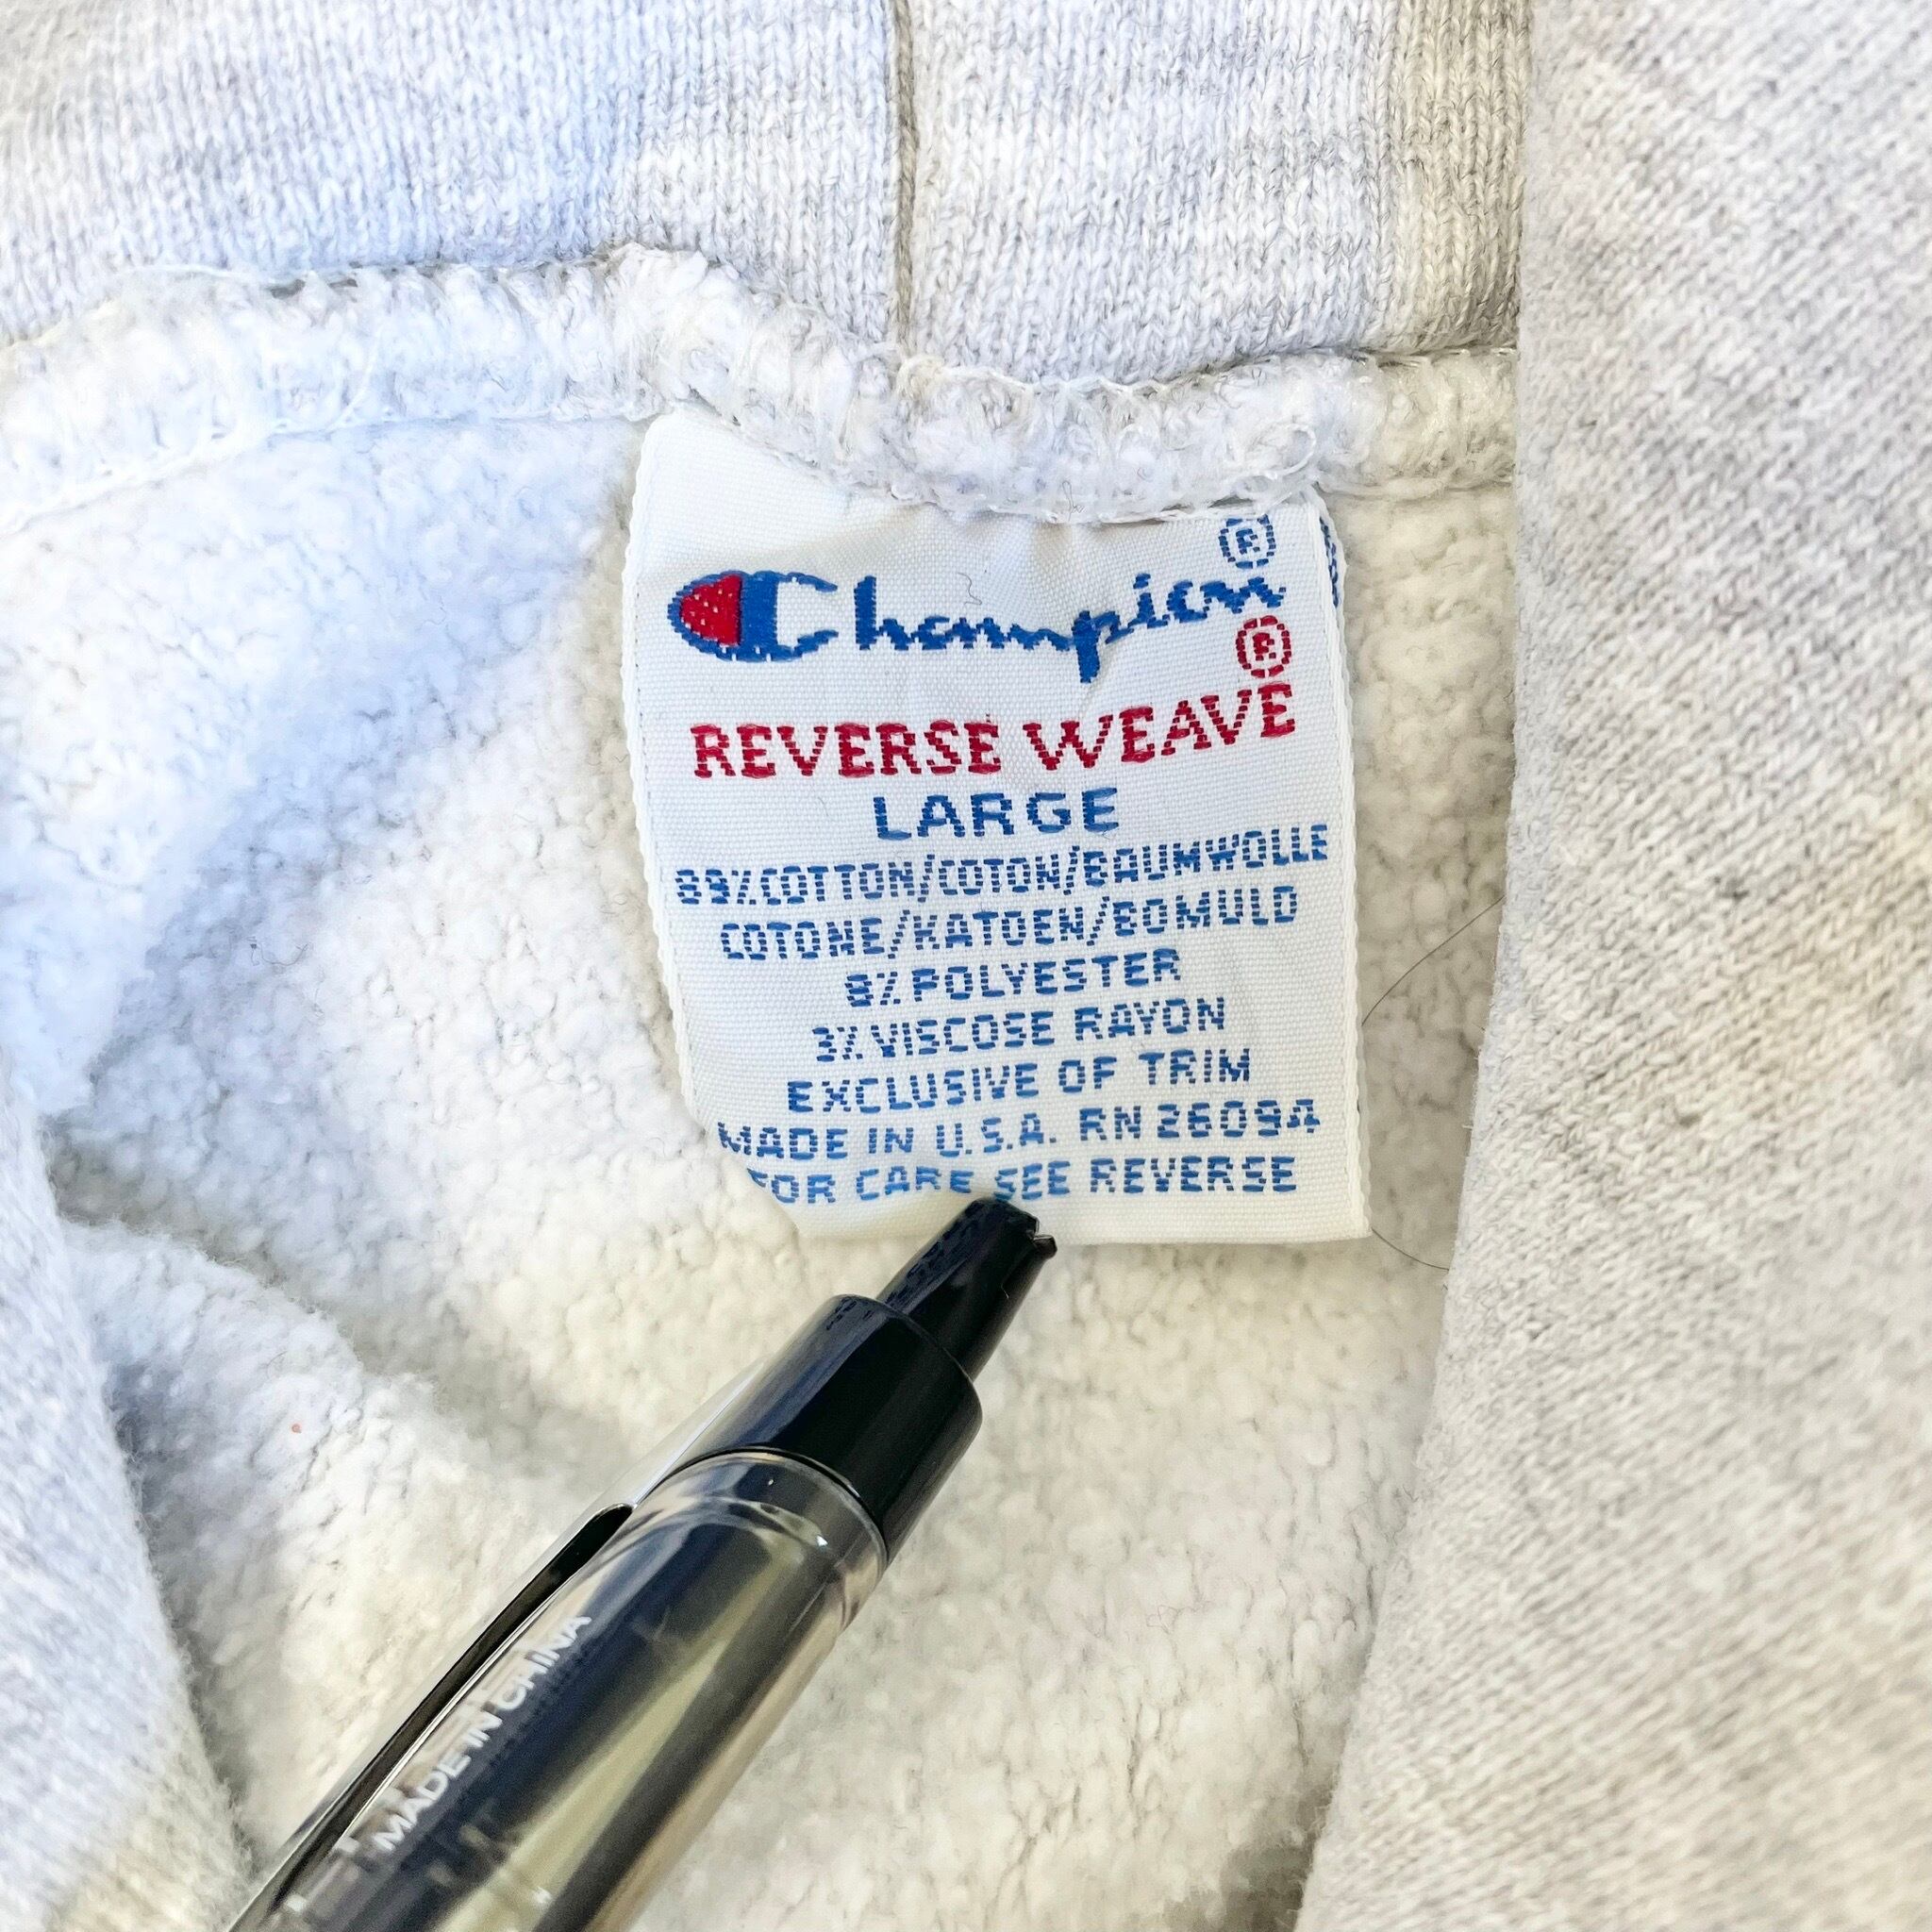 Champion®
REVERSE WEAVE®
LARGE
89%COTTON/COTON/BAUMWOLLE
COTONE/KATOEN/BOMULD
8% POLYESTER
3% VISCOSE RAYON
EXCLUSIVE OF TRIM
MADE IN U.S.A. RN 26094
FOR CARE SEE REVERSE
MADE IN CHINA